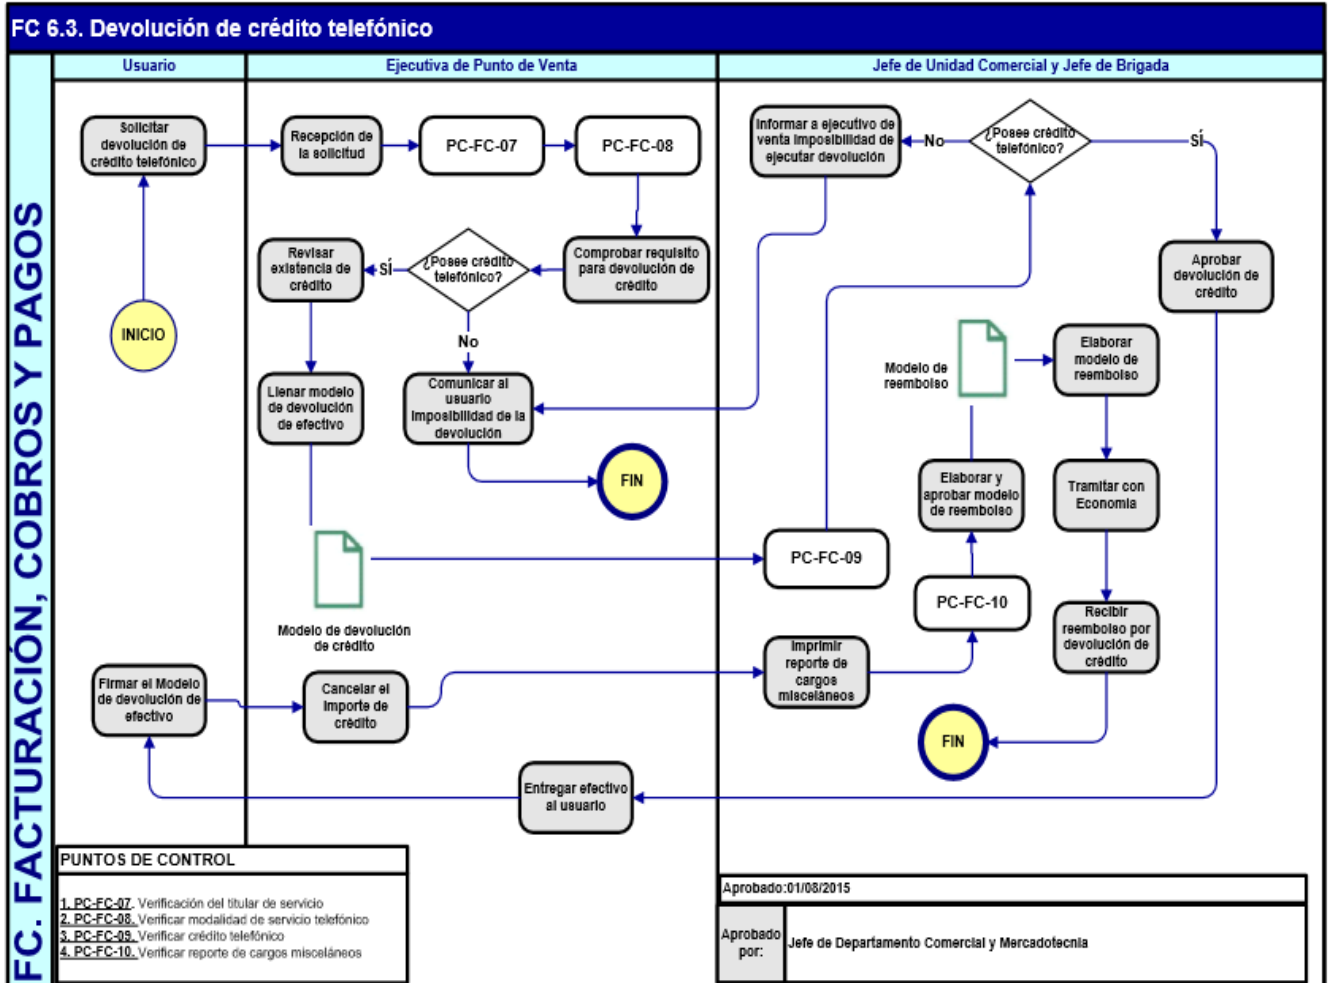 FC 6.3. Devolución de crédito telefónico
FC. FACTURACIÓN, COBROS Y PAGOS
Usuario
Ejecutiva de Punto de Venta
Jefe de Unidad Comercial y Jefe de Brigada
Solicitar
devolución de
crédito telefónico
Recepción de
la solicitud
PC-FC-07
PC-FC-08
Informar a ejecutivo de
venta imposibilidad de
ejecutar devolución
No
¿Posee crédito
telefónico?
SÍ
Revisar
existencia de
crédito
SÍ
¿Posee crédito
telefónico?
Comprobar requisito
para devolución de
crédito
Aprobar
devolución de
crédito
INICIO
No
Modelo de
reembolso
Elaborar
modelo de
reembolso
Llenar modelo
de devolución
de efectivo
Comunicar al
usuario
imposibilidad de la
devolución
FIN
Elaborar y
aprobar modelo
de reembolso
Tramitar con
Economía
PC-FC-09
PC-FC-10
Modelo de devolución
de crédito
Imprimir
reporte de
cargos
misceláneos
Recibir
reembolso por
devolución de
crédito
Firmar el Modelo
de devolución de
efectivo
Cancelar el
importe de
crédito
FIN
Entregar efectivo
al usuario
PUNTOS DE CONTROL
1. PC-FC-07. Verificación del titular de servicio
2. PC-FC-08. Verificar modalidad de servicio telefónico
3. PC-FC-09. Verificar crédito telefónico
4. PC-FC-10. Verificar reporte de cargos misceláneos
Aprobado:01/08/2015
Aprobado
por:
Jefe de Departamento Comercial y Mercadotecnia